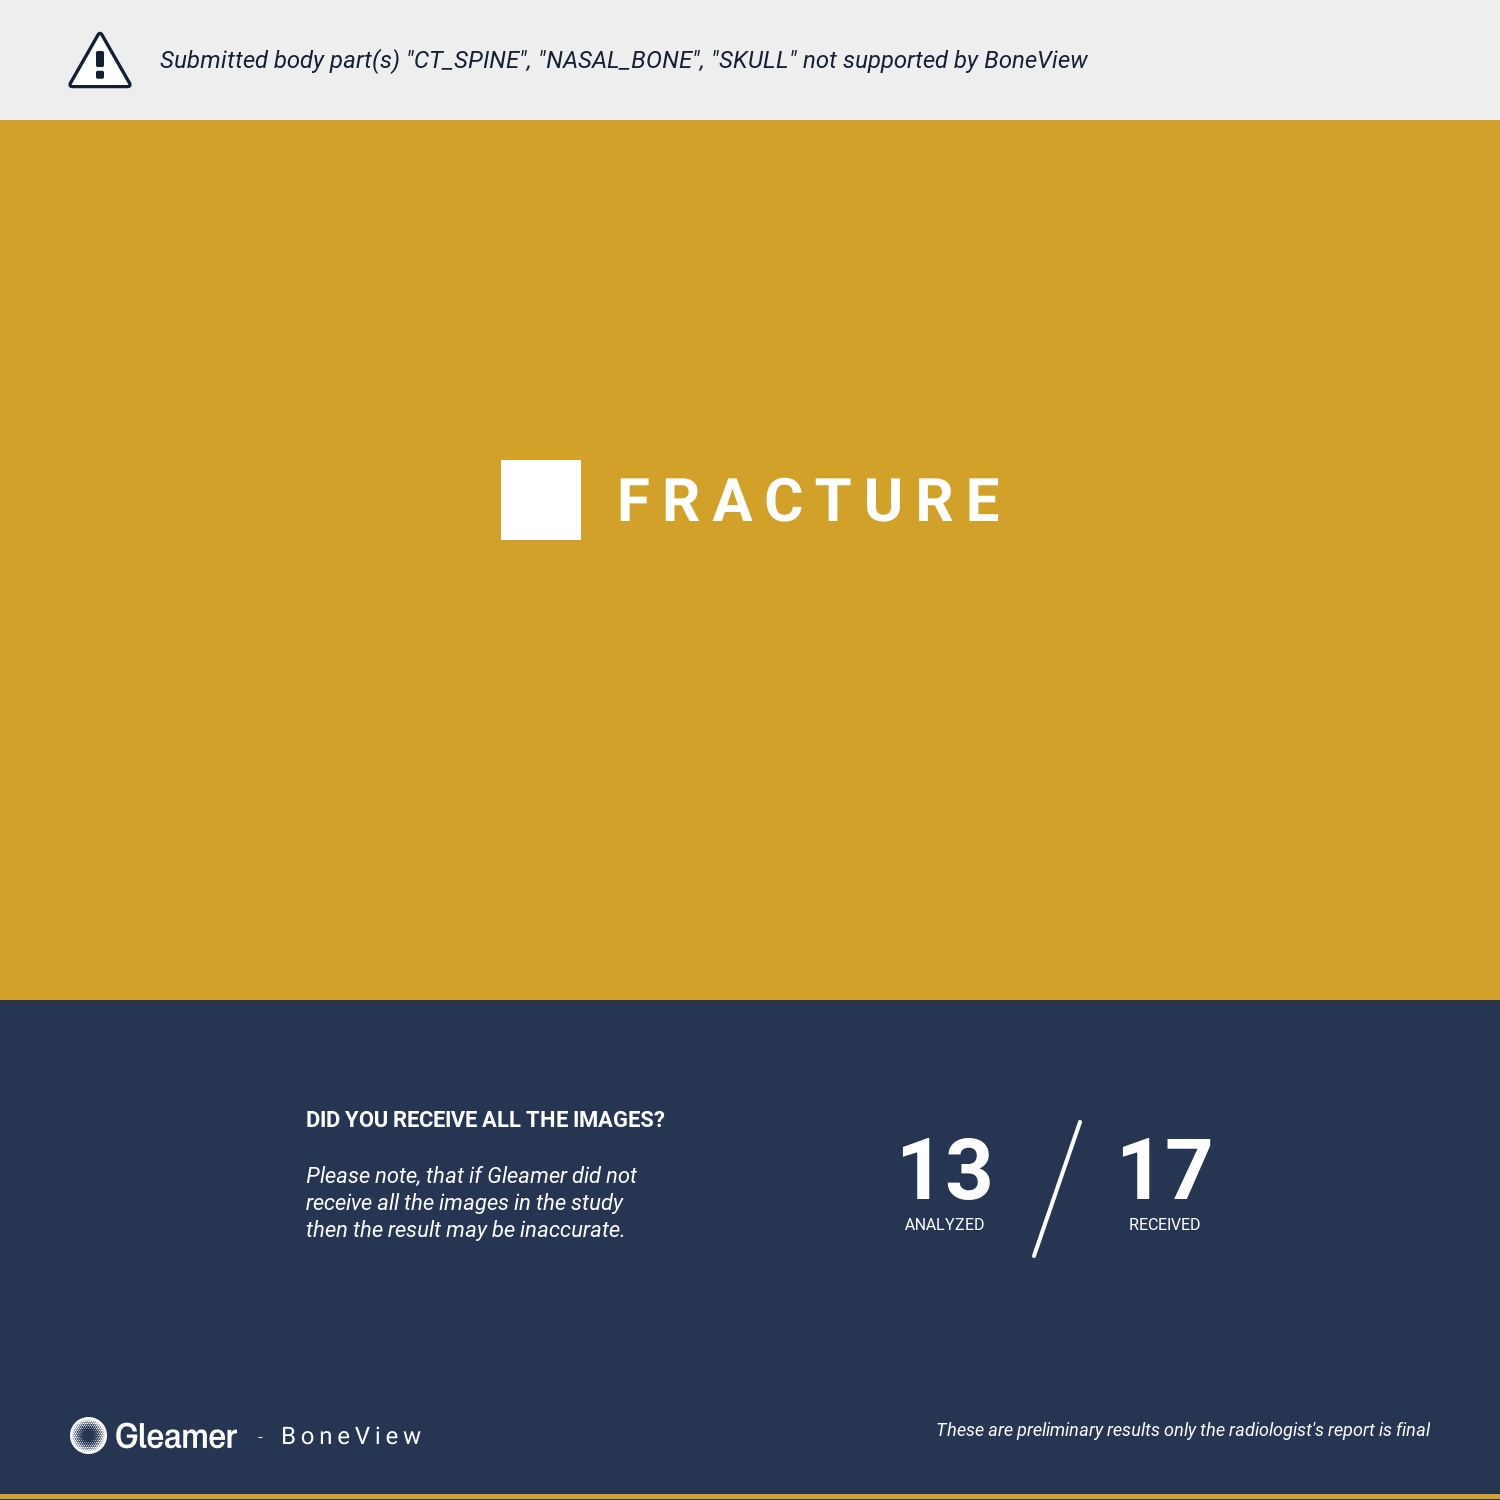 Submitted body part(s) "CT_SPINE", "NASAL_BONE", "SKULL" not supported by BoneView
FRACTURE
DID YOU RECEIVE ALL THE IMAGES?
Please note, that if Gleamer did not
receive all the images in the study
then the result may be inaccurate.
13 / 17
ANALYZED RECEIVED
Gleamer - BoneView
These are preliminary results only the radiologist's report is final